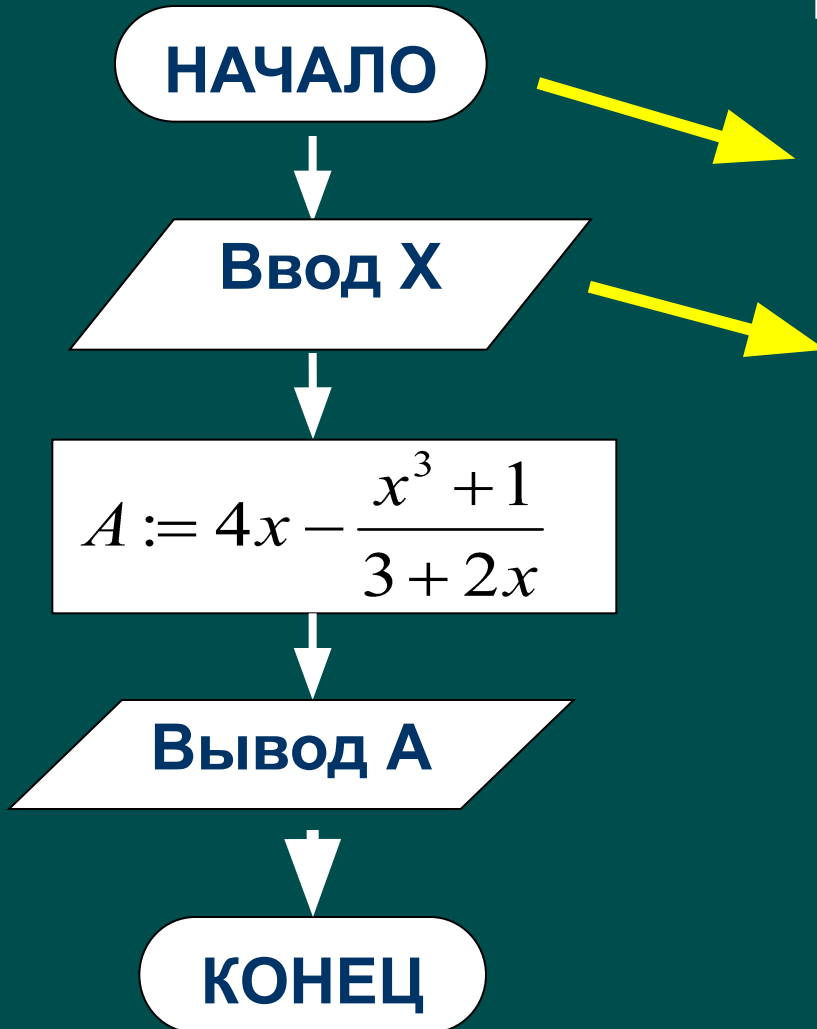 НАЧАЛО
Ввод X
A := 4x − (x³ + 1) / (3 + 2x)
Вывод А
КОНЕЦ